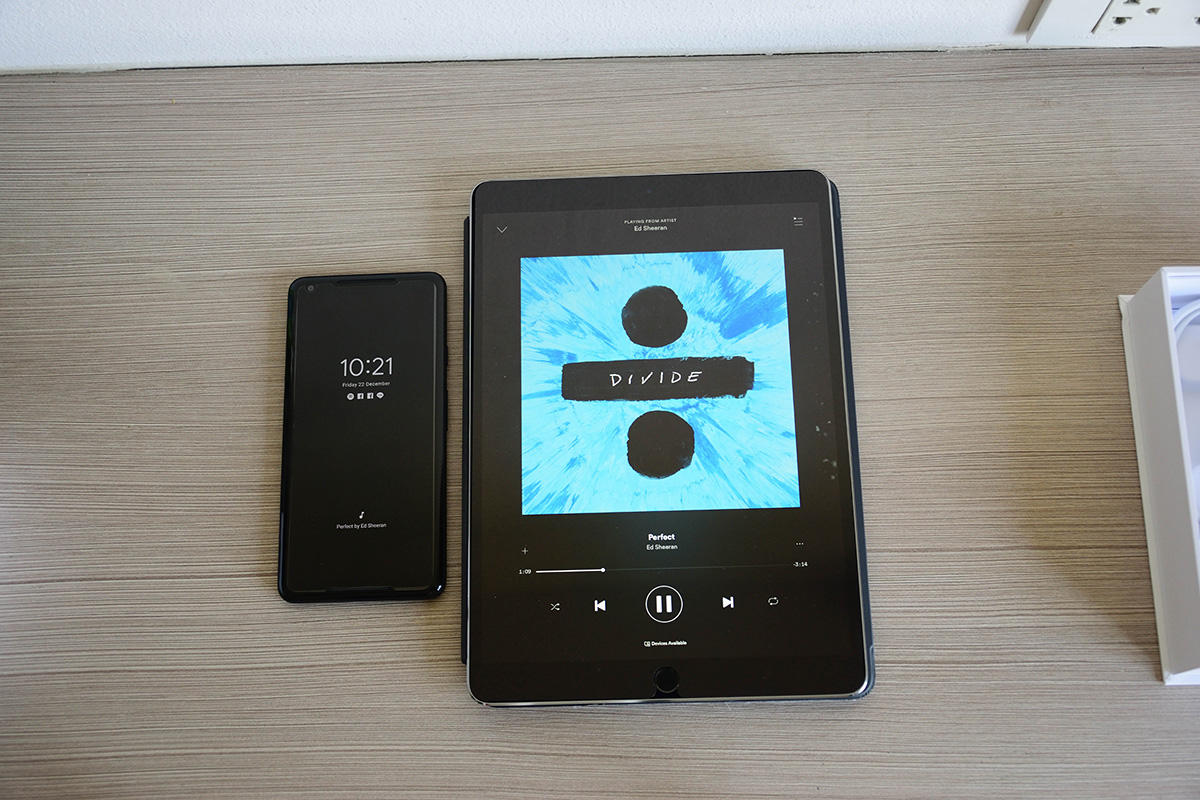 10:21
Friday 22 December
Perfect by Ed Sheeran
PLAYING FROM ARTIST
Ed Sheeran
DIVIDE
Perfect
Ed Sheeran
1:09
-3:14
Devices Available